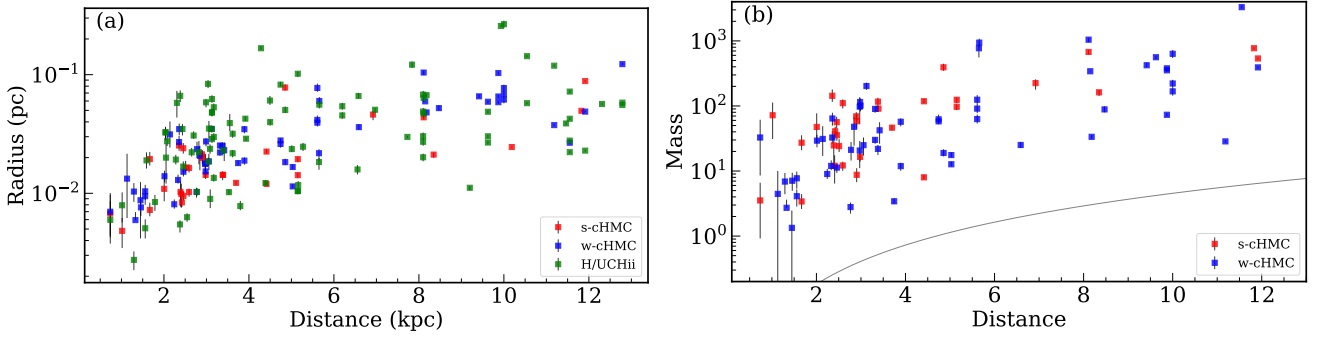 (a)
Radius (pc)
10⁻¹
10⁻²
2 4 6 8 10 12
Distance (kpc)
s-cHMC
w-cHMC
H/UCHii
(b)
Mass
10³
10²
10¹
10⁰
2 4 6 8 10 12
Distance
s-cHMC
w-cHMC